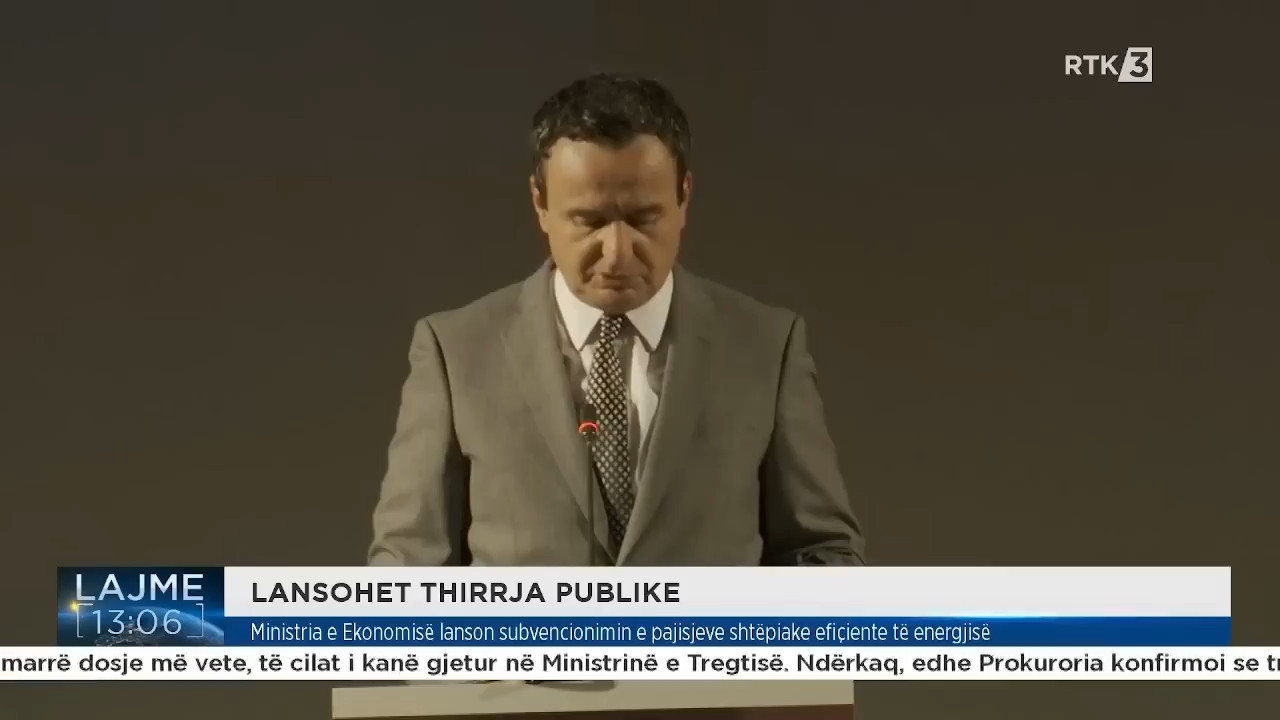 RTK3
LAJME
13:06
LANSOHET THIRRJA PUBLIKE
Ministria e Ekonomisë lanson subvencionimin e pajisjeve shtëpiake efiçiente të energjisë
marrë dosje më vete, të cilat i kanë gjetur në Ministrinë e Tregtisë. Ndërkaq, edhe Prokuroria konfirmoi se